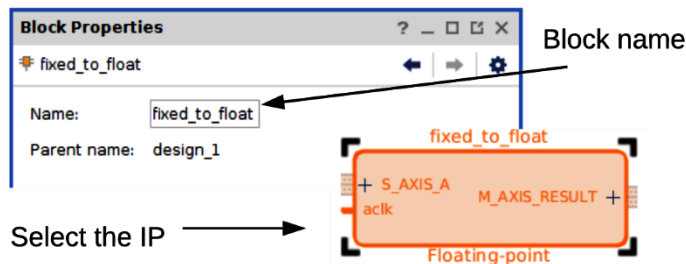 Block Properties
? _ □ X
Block name
fixed_to_float
Name: fixed_to_float
Parent name: design_1
fixed_to_float
+ S_AXIS_A
aclk
M_AXIS_RESULT +
Floating-point
Select the IP